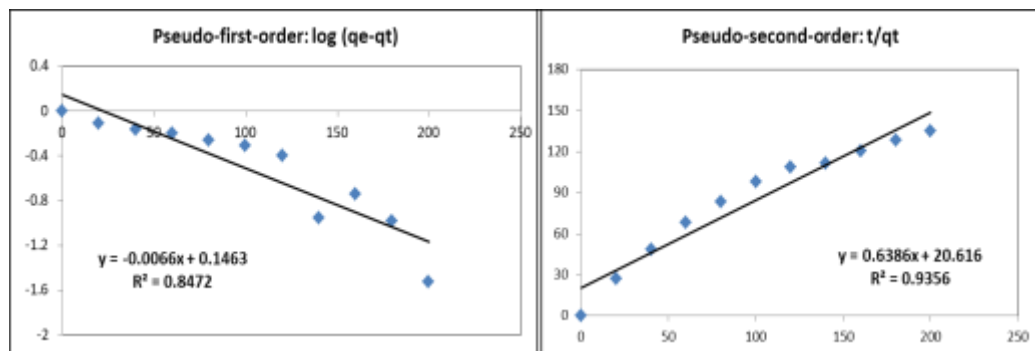 Pseudo-first-order: log (qe-qt)
0.4
0
-0.4
-0.8
-1.2
-1.6
-2
0 50 100 150 200 250
y = -0.0066x + 0.1463
R² = 0.8472
Pseudo-second-order: t/qt
180
150
120
90
60
30
0
0 50 100 150 200 250
y = 0.6386x + 20.616
R² = 0.9356